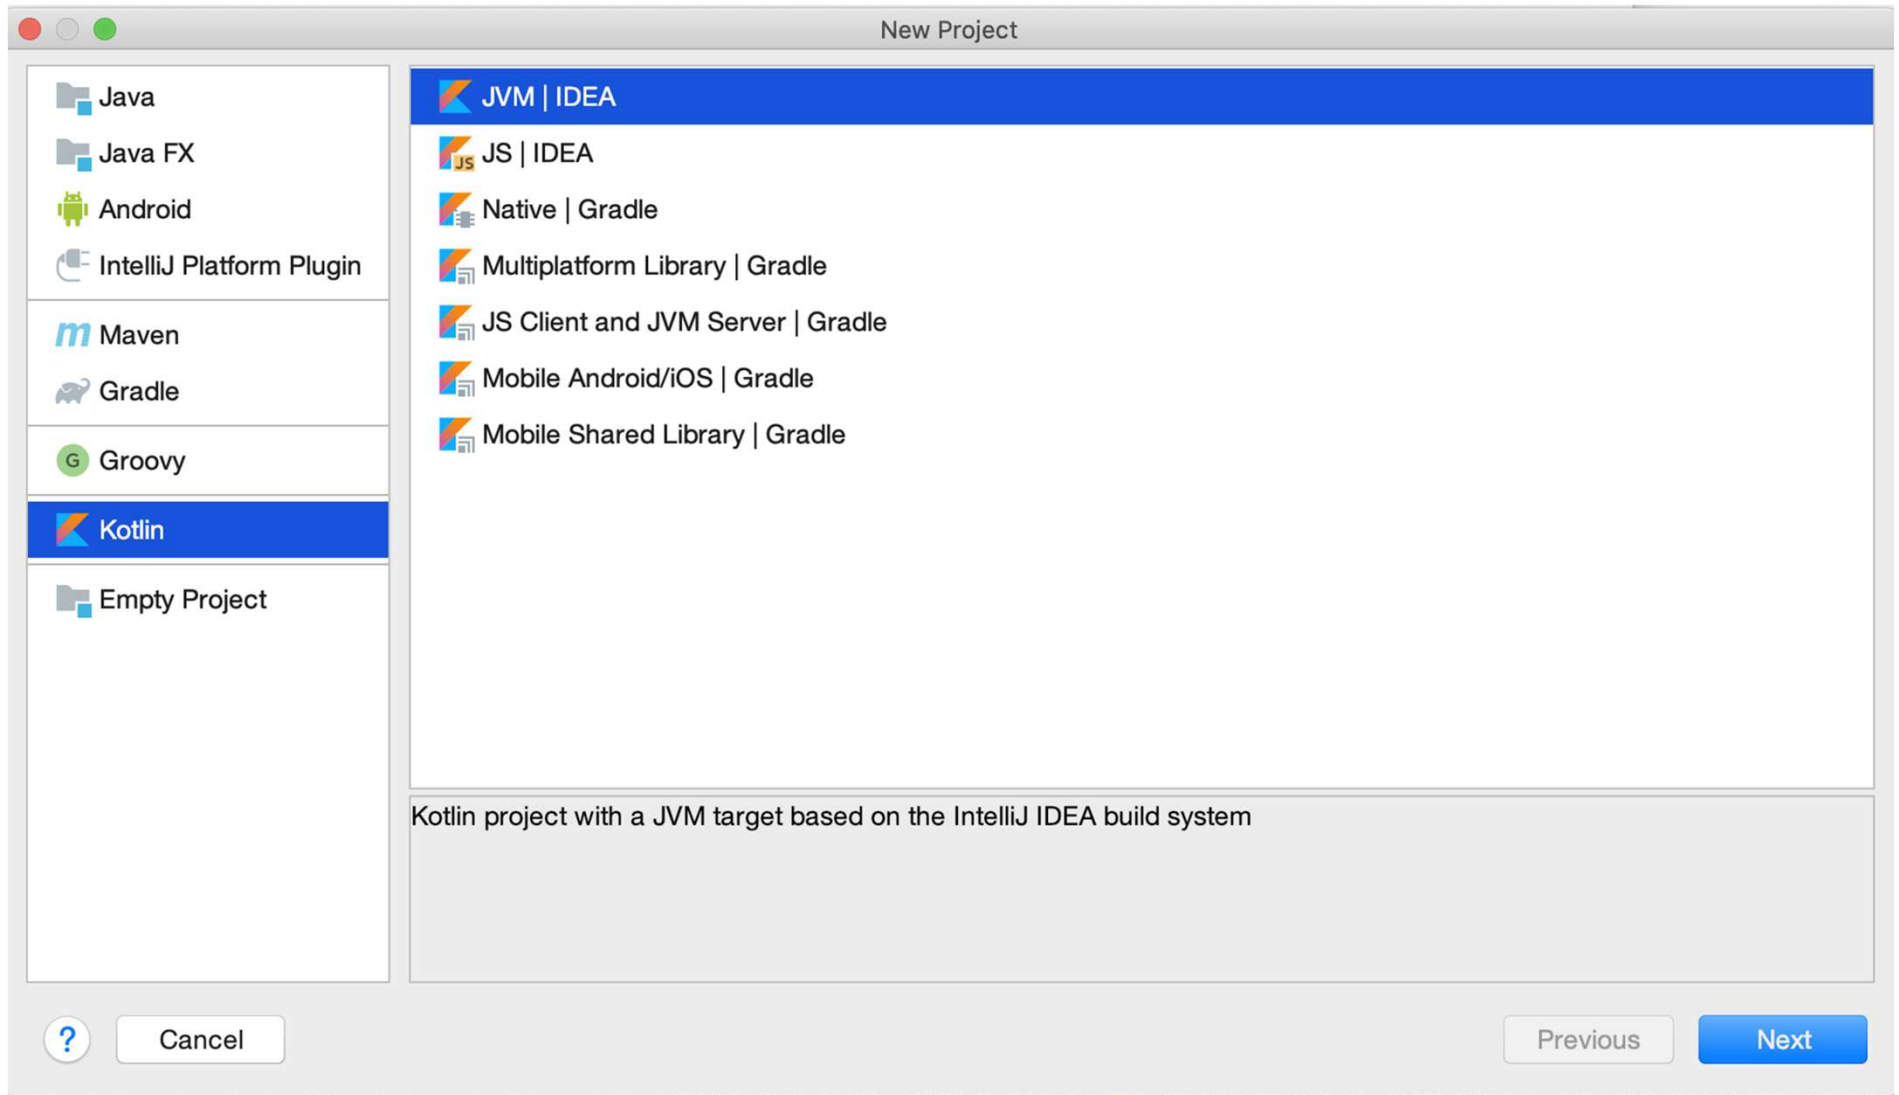 New Project
Java
Java FX
Android
IntelliJ Platform Plugin
m Maven
Gradle
G Groovy
Kotlin
Empty Project
JVM | IDEA
JS JS | IDEA
Native | Gradle
Multiplatform Library | Gradle
JS Client and JVM Server | Gradle
Mobile Android/iOS | Gradle
Mobile Shared Library | Gradle
Kotlin project with a JVM target based on the IntelliJ IDEA build system
? Cancel Previous Next